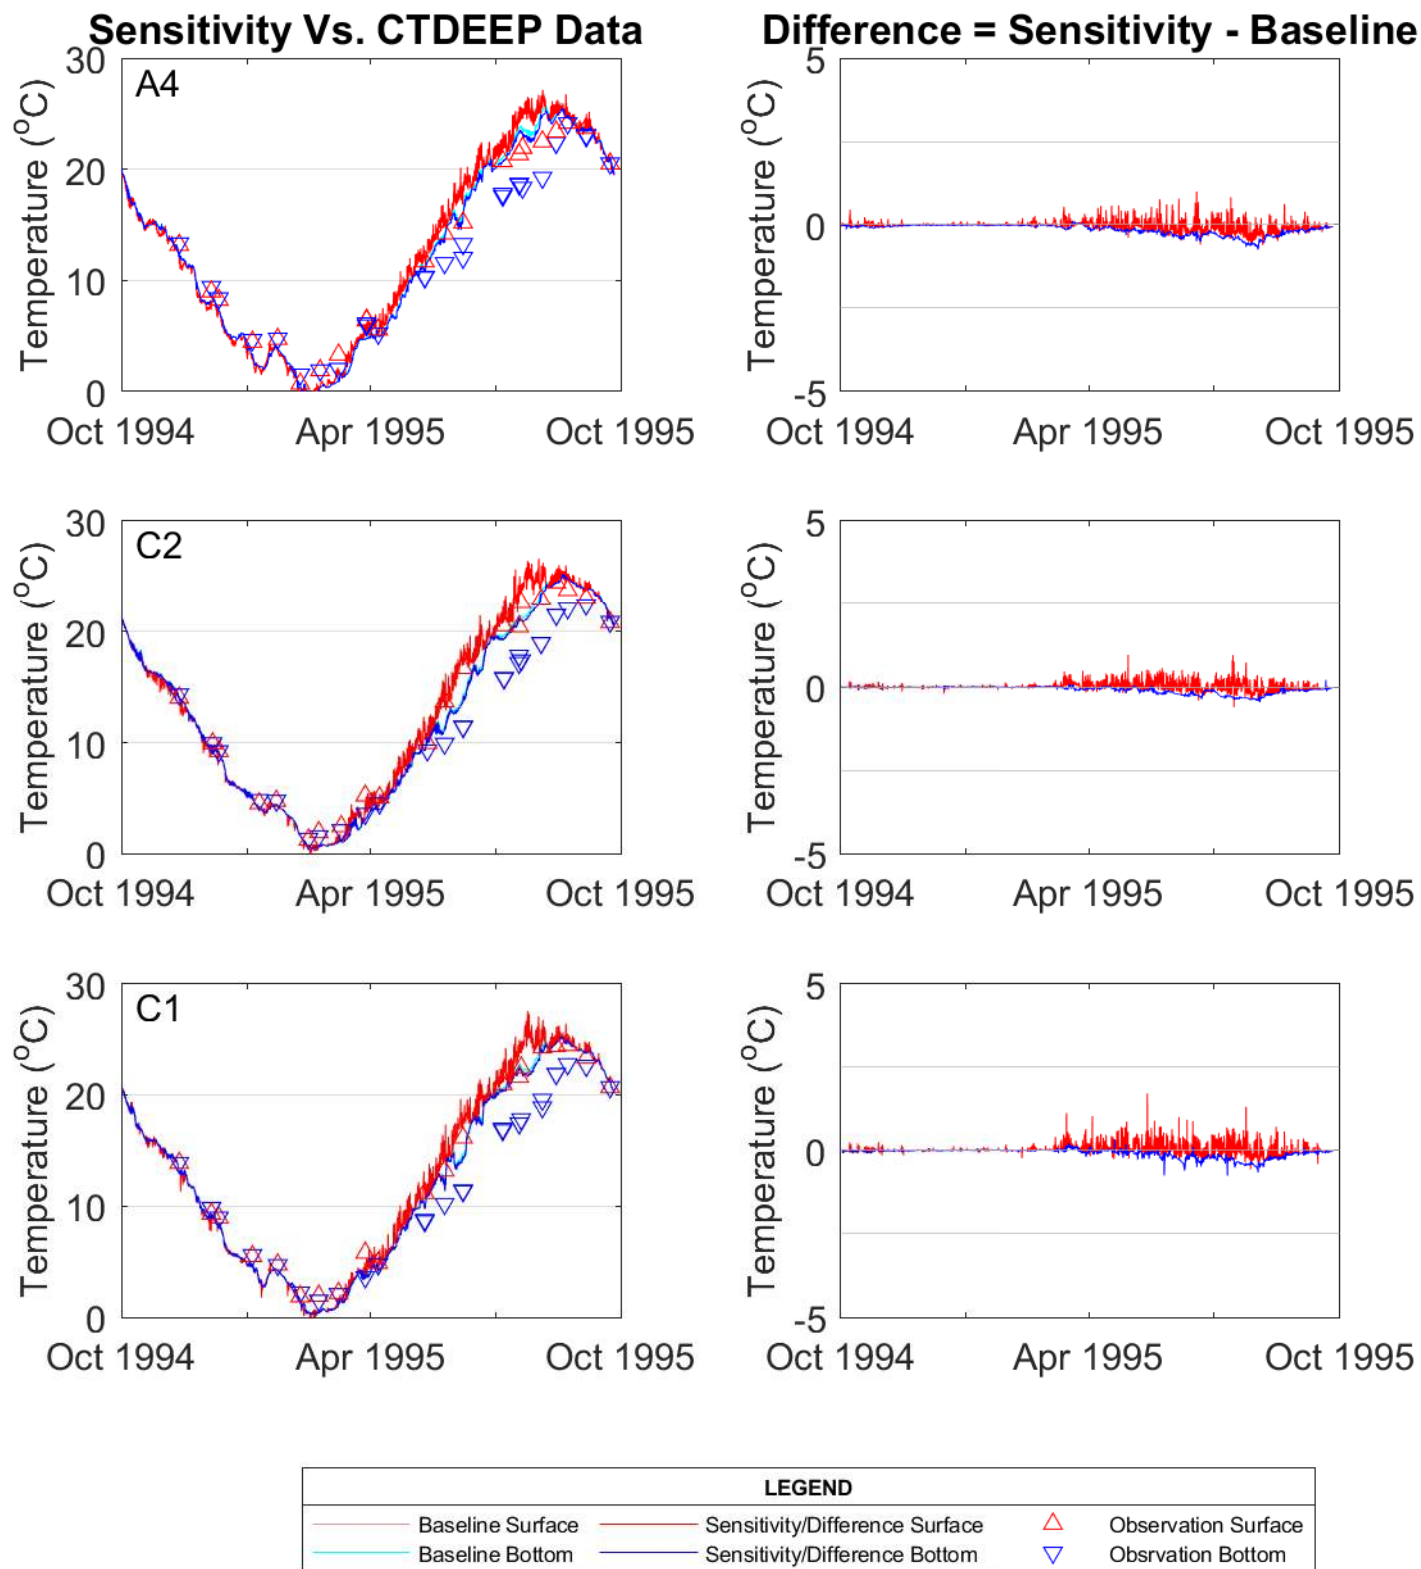 Sensitivity Vs. CTDEEP Data
Difference = Sensitivity - Baseline
A4
Temperature (°C)
30
20
10
0
Oct 1994 Apr 1995 Oct 1995
Temperature (°C)
5
0
-5
Oct 1994 Apr 1995 Oct 1995
C2
Temperature (°C)
30
20
10
0
Oct 1994 Apr 1995 Oct 1995
Temperature (°C)
5
0
-5
Oct 1994 Apr 1995 Oct 1995
C1
Temperature (°C)
30
20
10
0
Oct 1994 Apr 1995 Oct 1995
Temperature (°C)
5
0
-5
Oct 1994 Apr 1995 Oct 1995
LEGEND
Baseline Surface Sensitivity/Difference Surface Observation Surface
Baseline Bottom Sensitivity/Difference Bottom Obsrvation Bottom